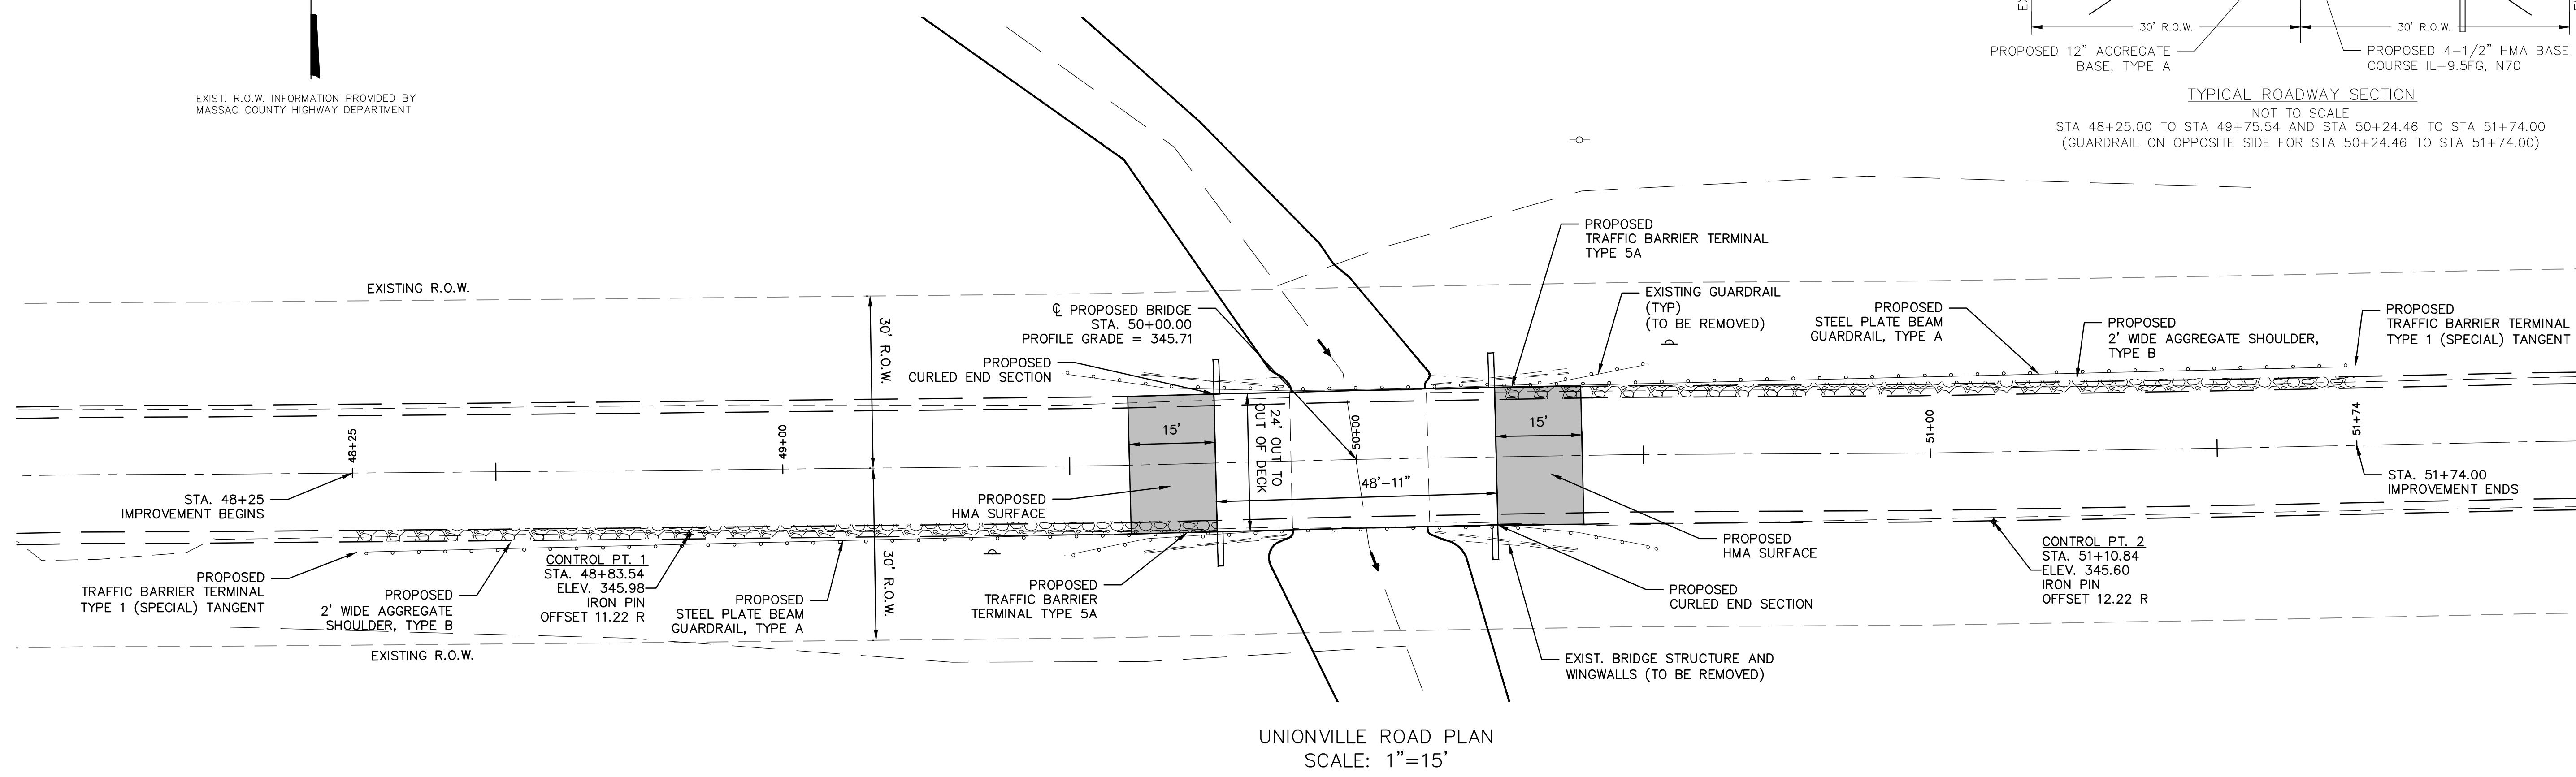 EXIST. R.O.W. INFORMATION PROVIDED BY
MASSAC COUNTY HIGHWAY DEPARTMENT
30' R.O.W.
30' R.O.W.
PROPOSED 12" AGGREGATE
BASE, TYPE A
PROPOSED 4-1/2" HMA BASE
COURSE IL-9.5FG, N70
TYPICAL ROADWAY SECTION
NOT TO SCALE
STA 48+25.00 TO STA 49+75.54 AND STA 50+24.46 TO STA 51+74.00
(GUARDRAIL ON OPPOSITE SIDE FOR STA 50+24.46 TO STA 51+74.00)
EXISTING R.O.W.
30' R.O.W.
℄ PROPOSED BRIDGE
STA. 50+00.00
PROFILE GRADE = 345.71
PROPOSED
CURLED END SECTION
PROPOSED
TRAFFIC BARRIER TERMINAL
TYPE 5A
EXISTING GUARDRAIL
(TYP)
(TO BE REMOVED)
PROPOSED
STEEL PLATE BEAM
GUARDRAIL, TYPE A
PROPOSED
2' WIDE AGGREGATE SHOULDER,
TYPE B
PROPOSED
TRAFFIC BARRIER TERMINAL
TYPE 1 (SPECIAL) TANGENT
48+25
49+00
15'
24' OUT TO
OUT OF DECK
50+00
15'
51+00
51+74
48'-11"
STA. 48+25
IMPROVEMENT BEGINS
PROPOSED
HMA SURFACE
STA. 51+74.00
IMPROVEMENT ENDS
PROPOSED
TRAFFIC BARRIER TERMINAL
TYPE 1 (SPECIAL) TANGENT
PROPOSED
2' WIDE AGGREGATE
SHOULDER, TYPE B
CONTROL PT. 1
STA. 48+83.54
ELEV. 345.98
IRON PIN
OFFSET 11.22 R
PROPOSED
STEEL PLATE BEAM
GUARDRAIL, TYPE A
30' R.O.W.
PROPOSED
TRAFFIC BARRIER
TERMINAL TYPE 5A
PROPOSED
HMA SURFACE
PROPOSED
CURLED END SECTION
CONTROL PT. 2
STA. 51+10.84
ELEV. 345.60
IRON PIN
OFFSET 12.22 R
EXISTING R.O.W.
EXIST. BRIDGE STRUCTURE AND
WINGWALLS (TO BE REMOVED)
UNIONVILLE ROAD PLAN
SCALE: 1"=15'